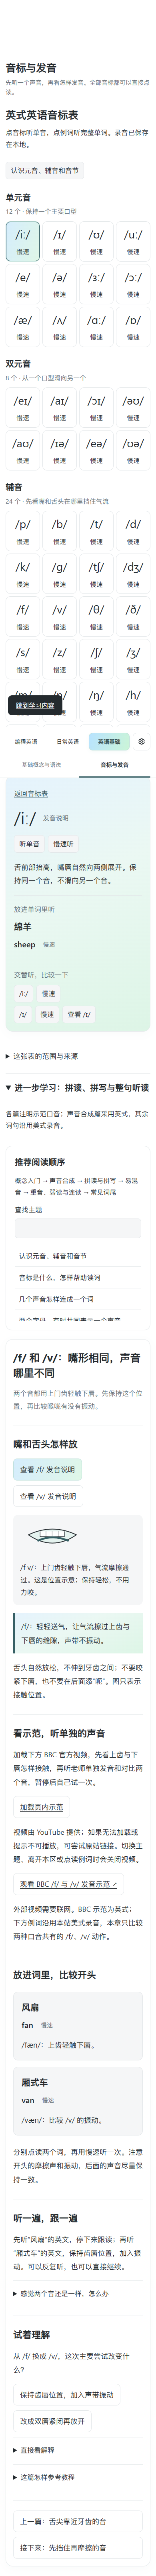 音标与发音
先听一个声音，再看怎样发音。全部都可以直接点
读。
英式英语音标表
点音标听单音，点例词听完整单词。录音已保存
在本地。
认识元音、辅音和音节
单元音
12 个 · 保持一个主要口型
/iː/ /ɪ/ /ʊ/ /uː/
慢速 慢速 慢速 慢速
/e/ /ə/ /ɜː/ /ɔː/
慢速 慢速 慢速 慢速
/æ/ /ʌ/ /ɑː/ /ɒ/
慢速 慢速 慢速 慢速
双元音
8 个 · 从一个口型滑向另一个
/eɪ/ /aɪ/ /ɔɪ/ /əʊ/
慢速 慢速 慢速 慢速
/aʊ/ /ɪə/ /eə/ /ʊə/
慢速 慢速 慢速 慢速
辅音
24 个 · 先看嘴和舌头在哪里挡住气流
/p/ /b/ /t/ /d/
慢速 慢速 慢速 慢速
/k/ /g/ /tʃ/ /dʒ/
慢速 慢速 慢速 慢速
/f/ /v/ /θ/ /ð/
慢速 慢速 慢速 慢速
/s/ /z/ /ʃ/ /ʒ/
慢速 慢速 慢速 慢速
/ŋ/ /h/
跳到学习内容
慢速 慢速
编程英语 日常英语 英语基础
基础概念与语法 音标与发音
返回音标表
/iː/ 发音说明
听单音 慢速听
舌前部抬高，嘴唇自然向两侧展开。保
持同一个音，不滑向另一个音。
放进单词里听
绵羊
sheep 慢速
交替听，比较一下
/iː/ 慢速
/ɪ/ 慢速 查看 /ɪ/
▶ 这张表的范围与来源
▼ 进一步学习：拼读、拼写与整句听读
各篇注明示范口音；声音合成篇采用英式，其余
词句沿用美式录音。
推荐阅读顺序
概念入门 → 声音合成 → 拼读与拼写 → 易混
音 → 重音、弱读与连读 → 常见词尾
查找主题
认识元音、辅音和音节
音标是什么，怎样帮助读词
几个声音怎样连成一个词
两个字母，有时共同表示一个声音
/f/ 和 /v/：嘴形相同，声音
哪里不同
两个音都用上门齿轻触下唇。先保持这个位
置，再比较喉咙有没有振动。
嘴和舌头怎样放
查看 /f/ 发音说明
查看 /v/ 发音说明
/f v/：上门齿轻触下唇，气流摩擦通
过。这是位置示意；保持轻松，不用
力咬。
/f/：轻轻送气，让气流擦过上齿与
下唇的缝隙，声带不振动。
舌头自然放松，不伸到牙齿之间；不要咬
紧下唇，也不要在后面添“呃”。图只表示
接触位置。
看示范，听单独的声音
加载下方 BBC 官方视频，先看上齿与下
唇怎样接触，再听老师单独发音和对比两
个音，暂停后自己试一次。
加载页内示范
视频由 YouTube 提供；如果无法加载或
提示不可播放，可尝试原站链接。切换主
题、离开本区或点读例词时会关闭视频。
观看 BBC /f/ 与 /v/ 发音示范 ↗
外部视频需要联网。BBC 示范为英式；
下方例词沿用本站美式录音，本章只比较
两种口音共有的 /f/、/v/ 动作。
放进词里，比较开头
风扇
fan 慢速
/fæn/：上齿轻触下唇。
厢式车
van 慢速
/væn/：比较 /v/ 的振动。
分别点读两个词，再用慢速听一次。注意
开头的摩擦声和振动，后面的声音尽量保
持一致。
听一遍，跟一遍
先听“风扇”的英文，停下来跟读；再听
“厢式车”的英文，保持齿唇位置，加入振
动。可以反复听，也可以直接继续。
▶ 感觉两个音还是一样，怎么办
试着理解
从 /f/ 换成 /v/，这次主要尝试改变什
么？
保持齿唇位置，加入声带振动
改成双唇紧闭再放开
▶ 直接看解释
▶ 这篇怎样参考教程
上一篇：舌尖靠近牙齿的音
接下来：先挡住再摩擦的音